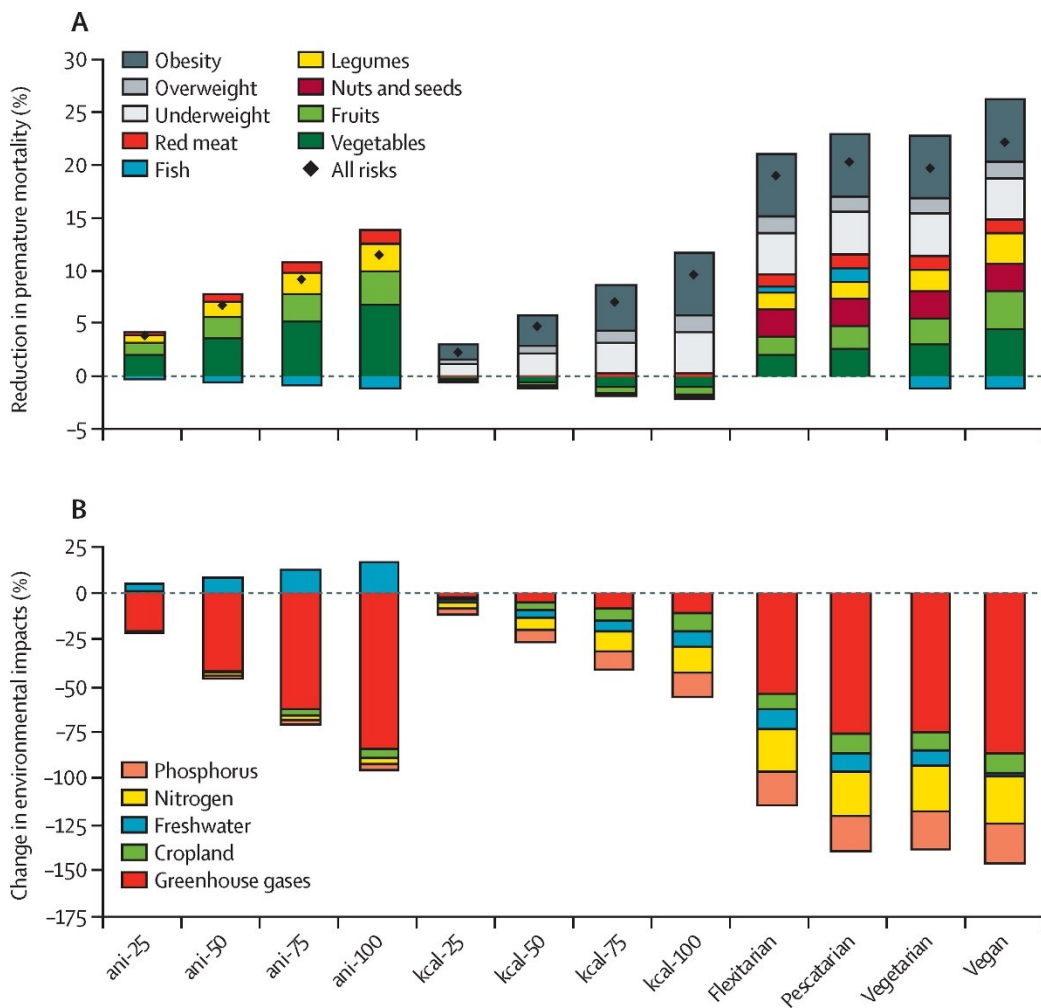 A
Reduction in premature mortality (%)
30
25
20
15
10
5
0
–5
Obesity
Overweight
Underweight
Red meat
Fish
Legumes
Nuts and seeds
Fruits
Vegetables
All risks
B
Change in environmental impacts (%)
25
0
–25
–50
–75
–100
–125
–150
–175
Phosphorus
Nitrogen
Freshwater
Cropland
Greenhouse gases
ani-25
ani-50
ani-75
ani-100
kcal-25
kcal-50
kcal-75
kcal-100
Flexitarian
Pescatarian
Vegetarian
Vegan